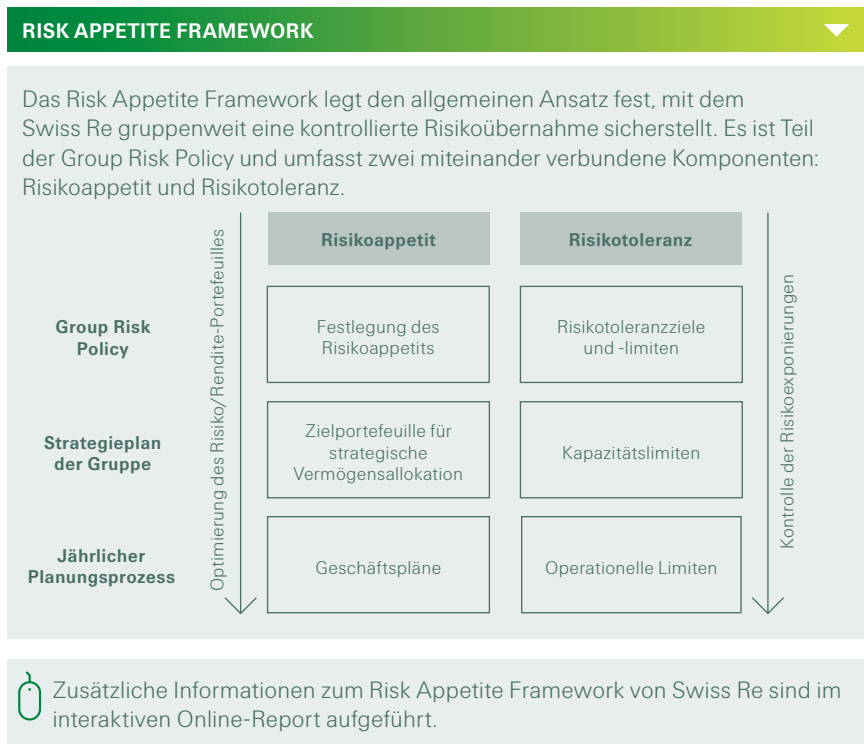 RISK APPETITE FRAMEWORK
Das Risk Appetite Framework legt den allgemeinen Ansatz fest, mit dem
Swiss Re gruppenweit eine kontrollierte Risikoübernahme sicherstellt. Es ist Teil
der Group Risk Policy und umfasst zwei miteinander verbundene Komponenten:
Risikoappetit und Risikotoleranz.
Optimierung des Risiko/Rendite-Portefeuilles
Risikoappetit
Risikotoleranz
Kontrolle der Risikoexponierungen
Group Risk
Policy
Festlegung des
Risikoappetits
Risikotoleranzziele
und -limiten
Strategieplan
der Gruppe
Zielportefeuille für
strategische
Vermögensallokation
Kapazitätslimiten
Jährlicher
Planungsprozess
Geschäftspläne
Operationelle Limiten
Zusätzliche Informationen zum Risk Appetite Framework von Swiss Re sind im
interaktiven Online-Report aufgeführt.